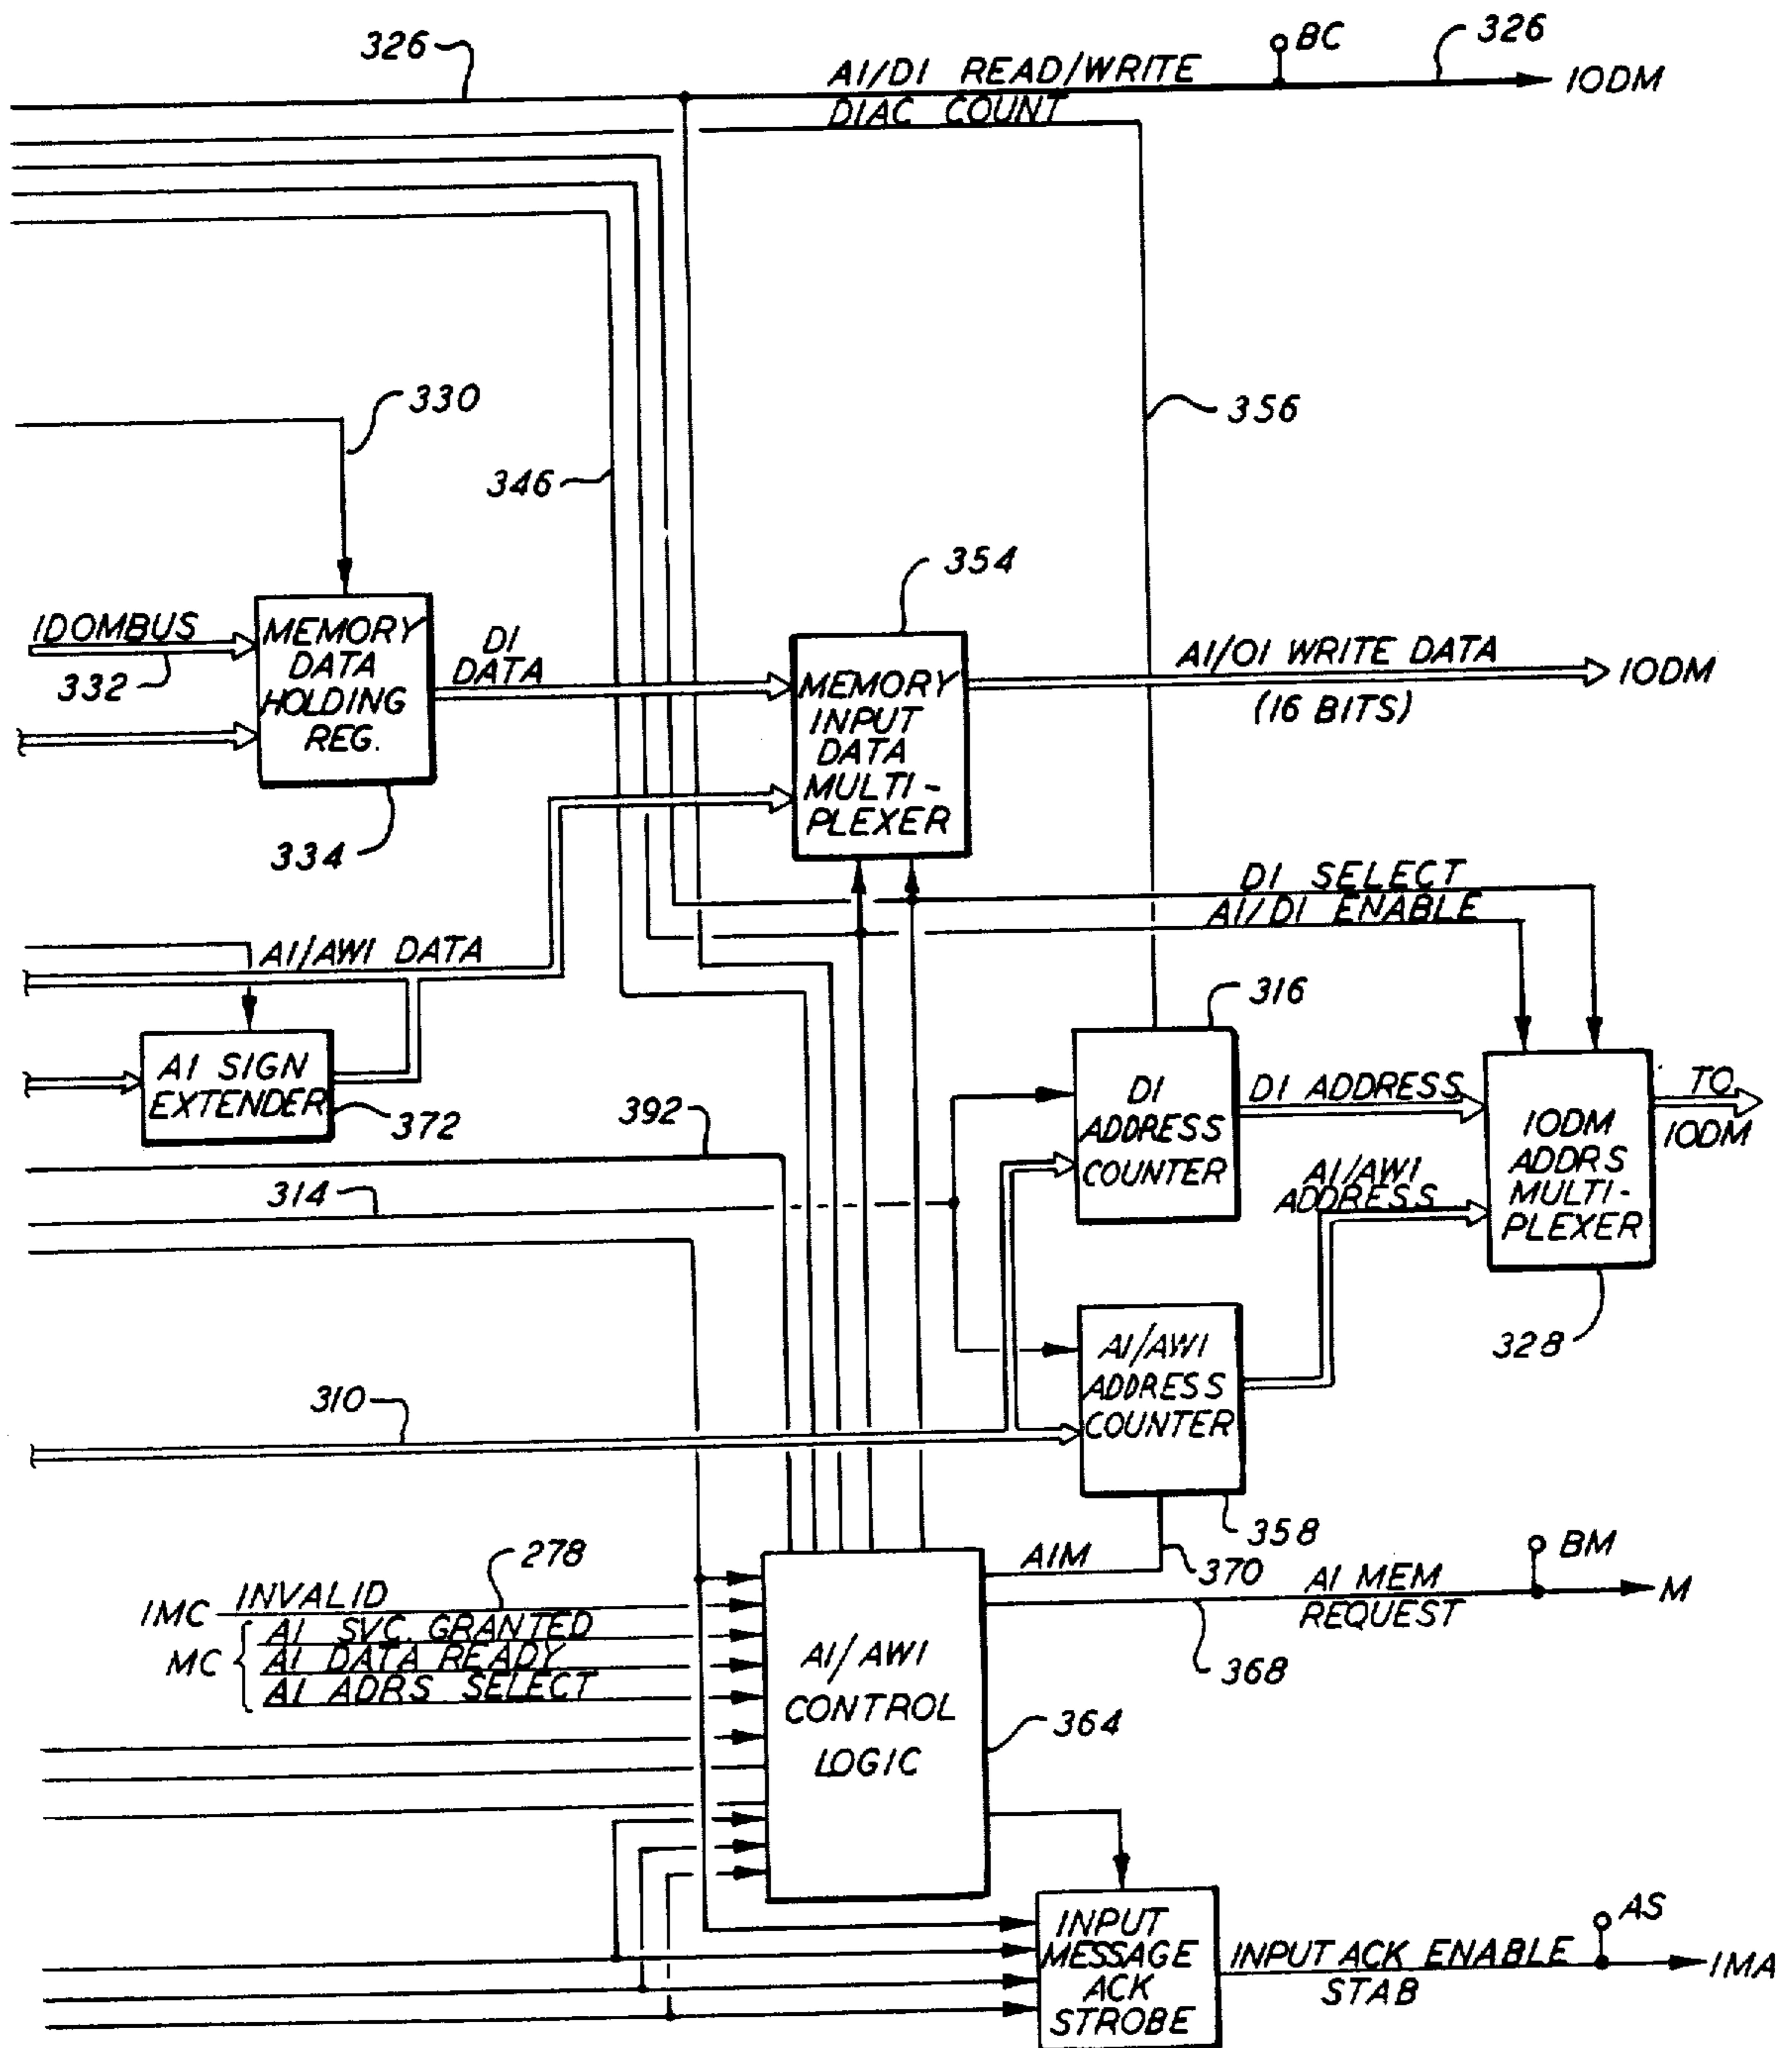 326
AI/DI READ/WRITE
BC
326
IODM
DIAC COUNT
330
356
346
354
IDOMBUS
332
MEMORY
DATA
HOLDING
REG.
334
DI
DATA
MEMORY
INPUT
DATA
MULTI-
PLEXER
AI/OI WRITE DATA
(16 BITS)
IODM
DI SELECT
AI/DI ENABLE
AI/AWI DATA
AI SIGN
EXTENDER
372
392
314
316
DI
ADDRESS
COUNTER
DI ADDRESS
AI/AWI
ADDRESS
IODM
ADDRS
MULTI-
PLEXER
TO
IODM
328
310
AI/AWI
ADDRESS
COUNTER
358
278
IMC
INVALID
MC
AI SVC. GRANTED
AI DATA READY
AI ADRS SELECT
AI/AWI
CONTROL
LOGIC
364
AIM
370
AI MEM
REQUEST
BM
M
368
INPUT
MESSAGE
ACK
STROBE
INPUT ACK ENABLE
STAB
AS
IMA